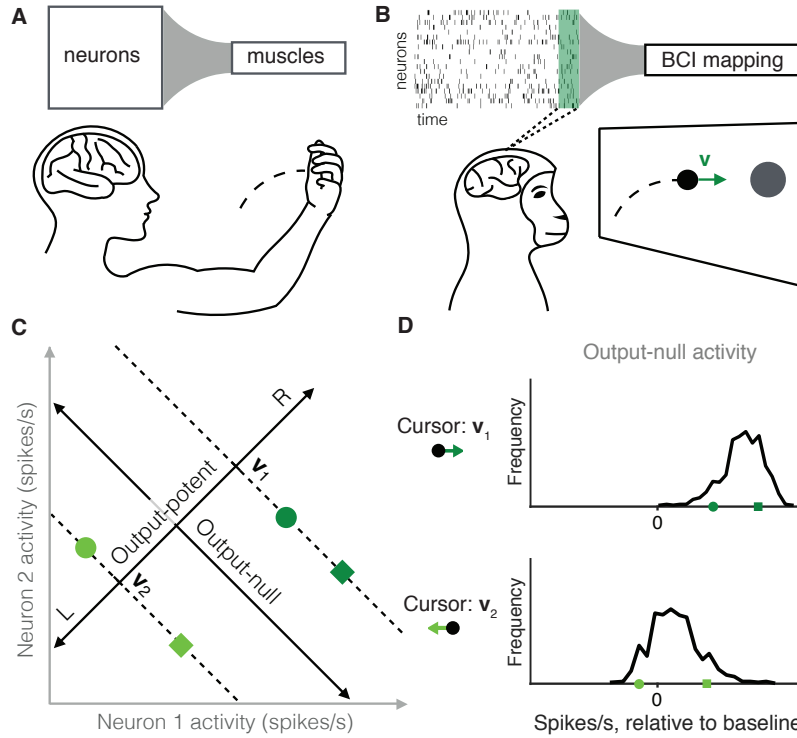 A
neurons
muscles
B
neurons
time
BCI mapping
v
C
Neuron 2 activity (spikes/s)
Neuron 1 activity (spikes/s)
L
R
Output-potent
Output-null
v1
v2
D
Output-null activity
Cursor: v1
Frequency
0
Cursor: v2
Frequency
0
Spikes/s, relative to baseline